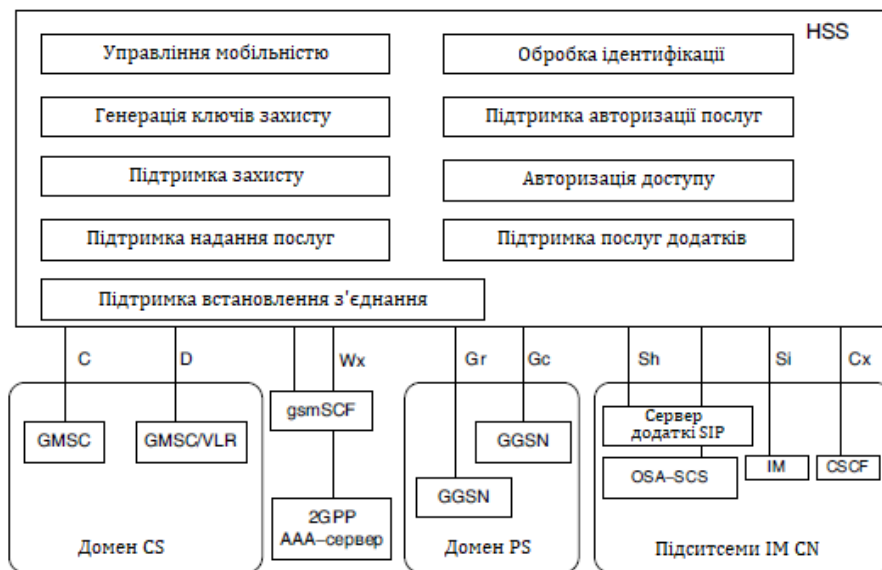 HSS
Управління мобільністю
Обробка ідентифікації
Генерація ключів захисту
Підтримка авторизації послуг
Підтримка захисту
Авторизація доступу
Підтримка надання послуг
Підтримка послуг додатків
Підтримка встановлення з'єднання
C
D
Wx
Gr
Gc
Sh
Si
Cx
gsmSCF
GMSC
GMSC/VLR
GGSN
GGSN
Сервер
додаткі SIP
OSA–SCS
IM
CSCF
2GPP
AAA–сервер
Домен CS
Домен PS
Підситсеми IM CN